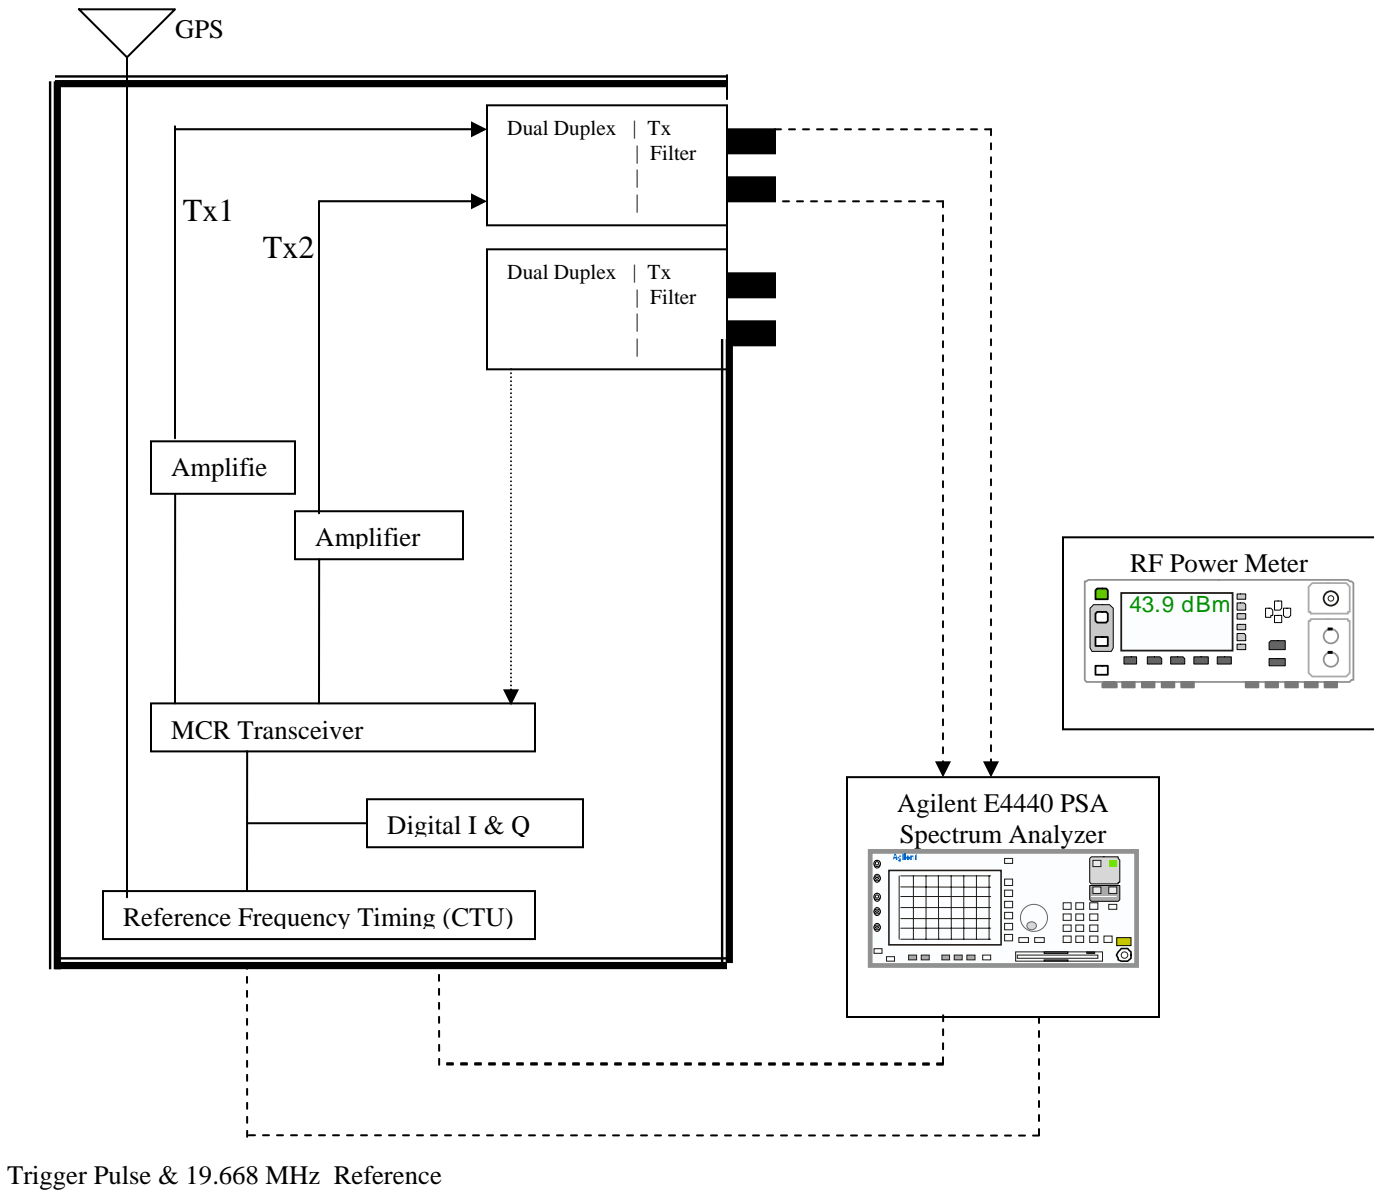 GPS
Dual Duplex | Tx
| Filter
|
|
Tx1
Tx2
Dual Duplex | Tx
| Filter
|
|
Amplifie
Amplifier
RF Power Meter
43.9 dBm
MCR Transceiver
Agilent E4440 PSA
Spectrum Analyzer
Agilent
Digital I & Q
Reference Frequency Timing (CTU)
Trigger Pulse & 19.668 MHz Reference